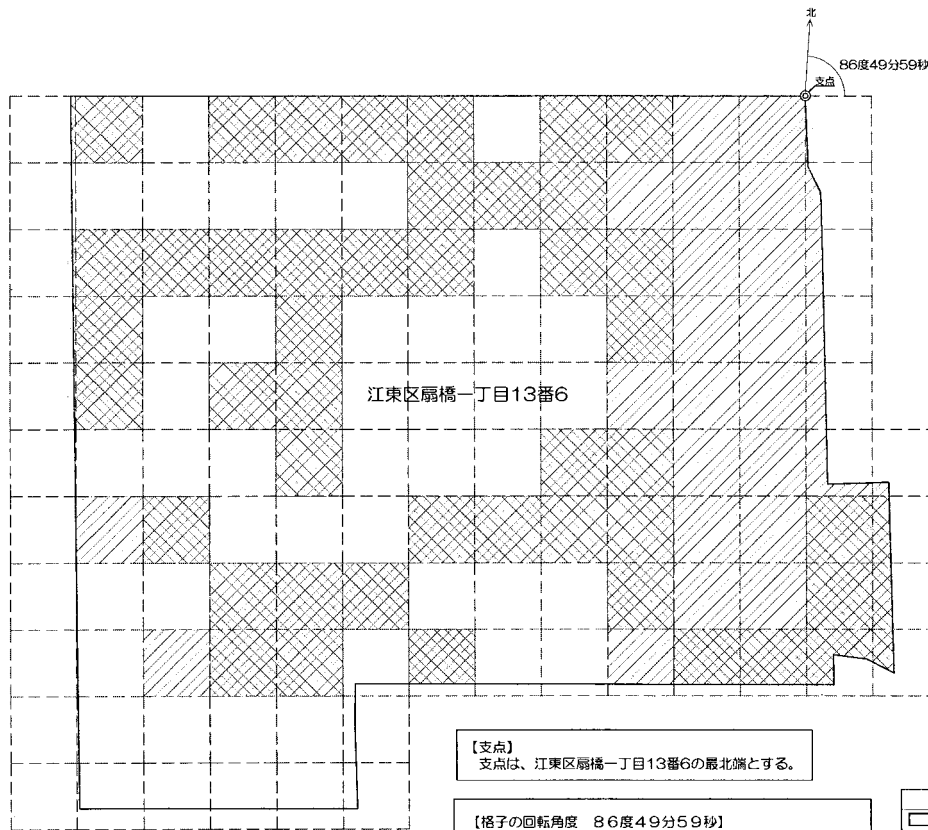 北
86度49分59秒
支点
江東区扇橋一丁目13番6
【支点】
支点は、江東区扇橋一丁目13番6の最北端とする。
【格子の回転角度 86度49分59秒】